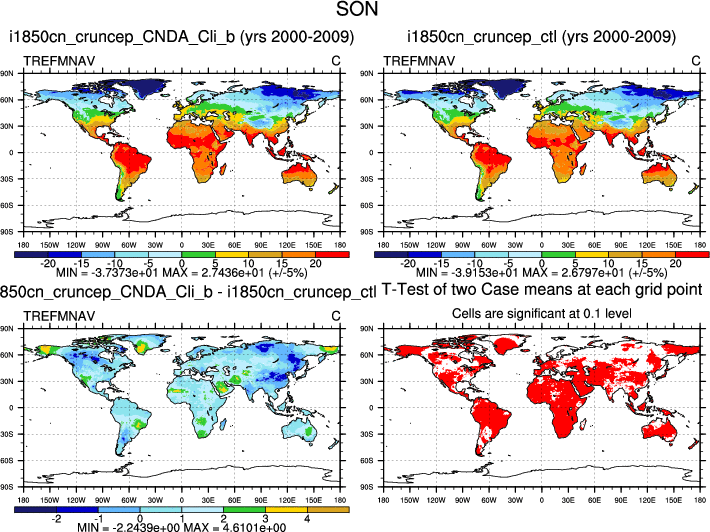 SON
i1850cn_cruncep_CNDA_Cli_b (yrs 2000-2009)
i1850cn_cruncep_ctl (yrs 2000-2009)
TREFMNAV C
TREFMNAV C
90N
60N
30N
0
30S
60S
90S
180 150W 120W 90W 60W 30W 0 30E 60E 90E 120E 150E 180
90N
60N
30N
0
30S
60S
90S
180 150W 120W 90W 60W 30W 0 30E 60E 90E 120E 150E 180
-20 -15 -10 -5 0 5 10 15 20
MIN = -3.7373e+01 MAX = 2.7436e+01 (+/-5%)
-20 -15 -10 -5 0 5 10 15 20
MIN = -3.9153e+01 MAX = 2.6797e+01 (+/-5%)
850cn_cruncep_CNDA_Cli_b - i1850cn_cruncep_ctl
T-Test of two Case means at each grid point
TREFMNAV C
Cells are significant at 0.1 level
90N
60N
30N
0
30S
60S
90S
180 150W 120W 90W 60W 30W 0 30E 60E 90E 120E 150E 180
90N
60N
30N
0
30S
60S
90S
180 150W 120W 90W 60W 30W 0 30E 60E 90E 120E 150E 180
-2 -1 0 1 2 3 4
MIN = -2.2439e+00 MAX = 4.6101e+00